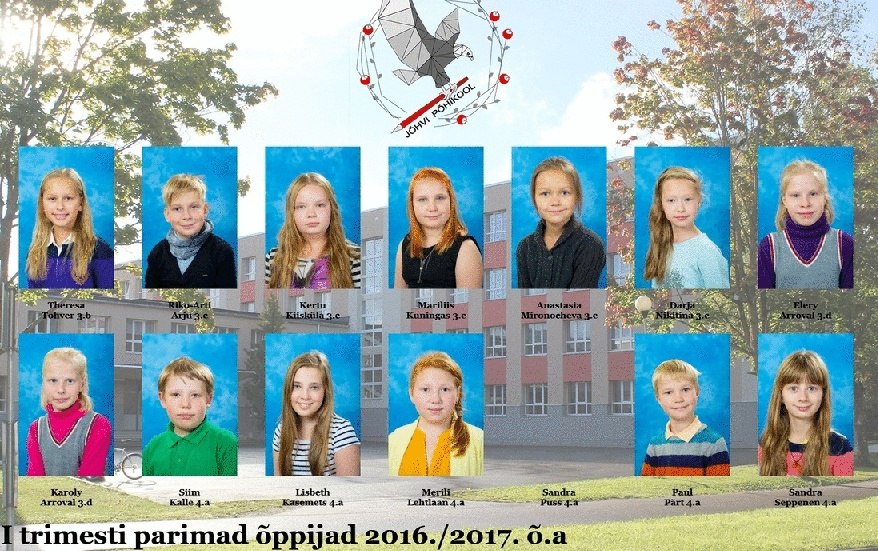 JÕHVI PÕHIKOOL
Theresa
Tohver 3.b
Riko-Arti
Arju 3.c
Kertu
Kiisküla 3.c
Mariliis
Kuningas 3.c
Anastasia
Mironocheva 3.c
Darja
Nikitina 3.c
Elery
Arroval 3.d
Karoly
Arroval 3.d
Siim
Kalle 4.a
Lisbeth
Kasemets 4.a
Merili
Lehtlaan 4.a
Sandra
Puss 4.a
Paul
Pärt 4.a
Sandra
Seppenen 4.a
I trimesti parimad õppijad 2016./2017. õ.a